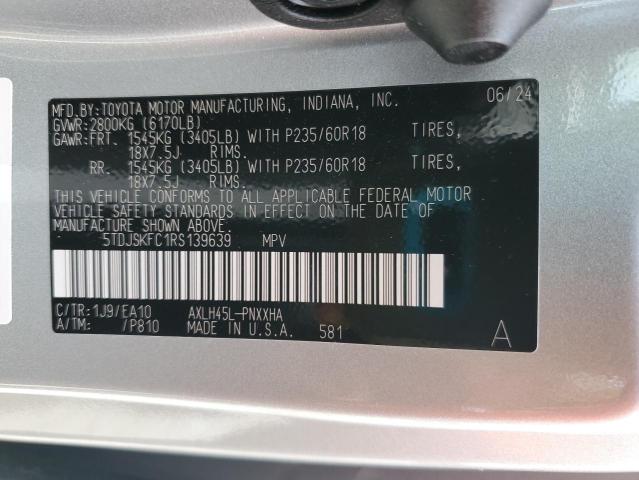 MFD.BY:TOYOTA MOTOR MANUFACTURING, INDIANA, INC. 06/24
GVWR:2800KG (6170LB)
GAWR:FRT. 1545KG (3405LB) WITH P235/60R18 TIRES,
18X7.5J RIMS.
RR. 1545KG (3405LB) WITH P235/60R18 TIRES,
18X7.5J RIMS.
THIS VEHICLE CONFORMS TO ALL APPLICABLE FEDERAL MOTOR
VEHICLE SAFETY STANDARDS IN EFFECT ON THE DATE OF
MANUFACTURE SHOWN ABOVE.
5TDJSKFC1RS139639 MPV
C/TR:1J9/EA10 AXLH45L-PNXXHA
A/TM: /P810 MADE IN U.S.A. 581 A